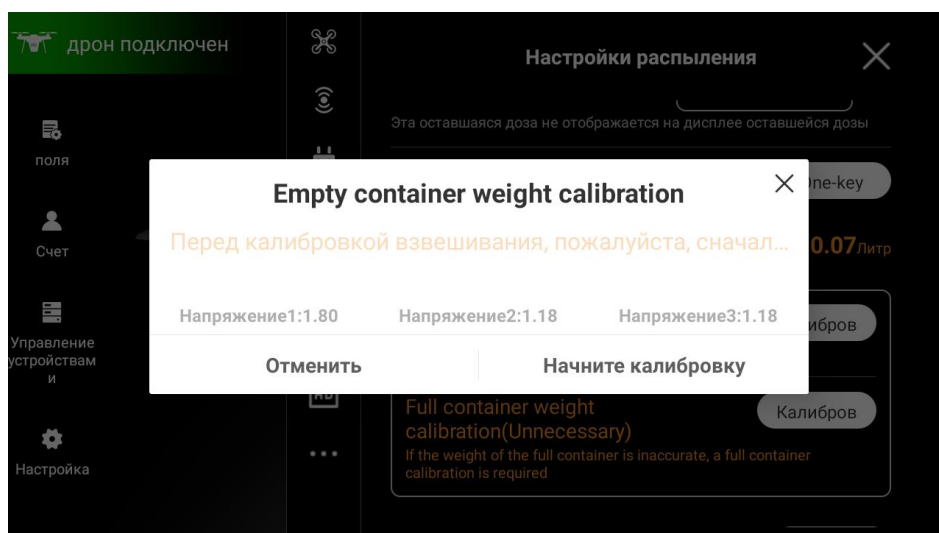 дрон подключен
Настройки распыления
Эта оставшаяся доза не отображается на дисплее оставшейся дозы
поля
One-key
Empty container weight calibration
Перед калибровкой взвешивания, пожалуйста, сначал...
Счет
0.07Литр
Напряжение1:1.80 Напряжение2:1.18 Напряжение3:1.18
Управление
устройствам
и
Отменить
Начните калибровку
HD
Full container weight
calibration(Unnecessary)
Калибров
If the weight of the full container is inaccurate, a full container
calibration is required
Настройка